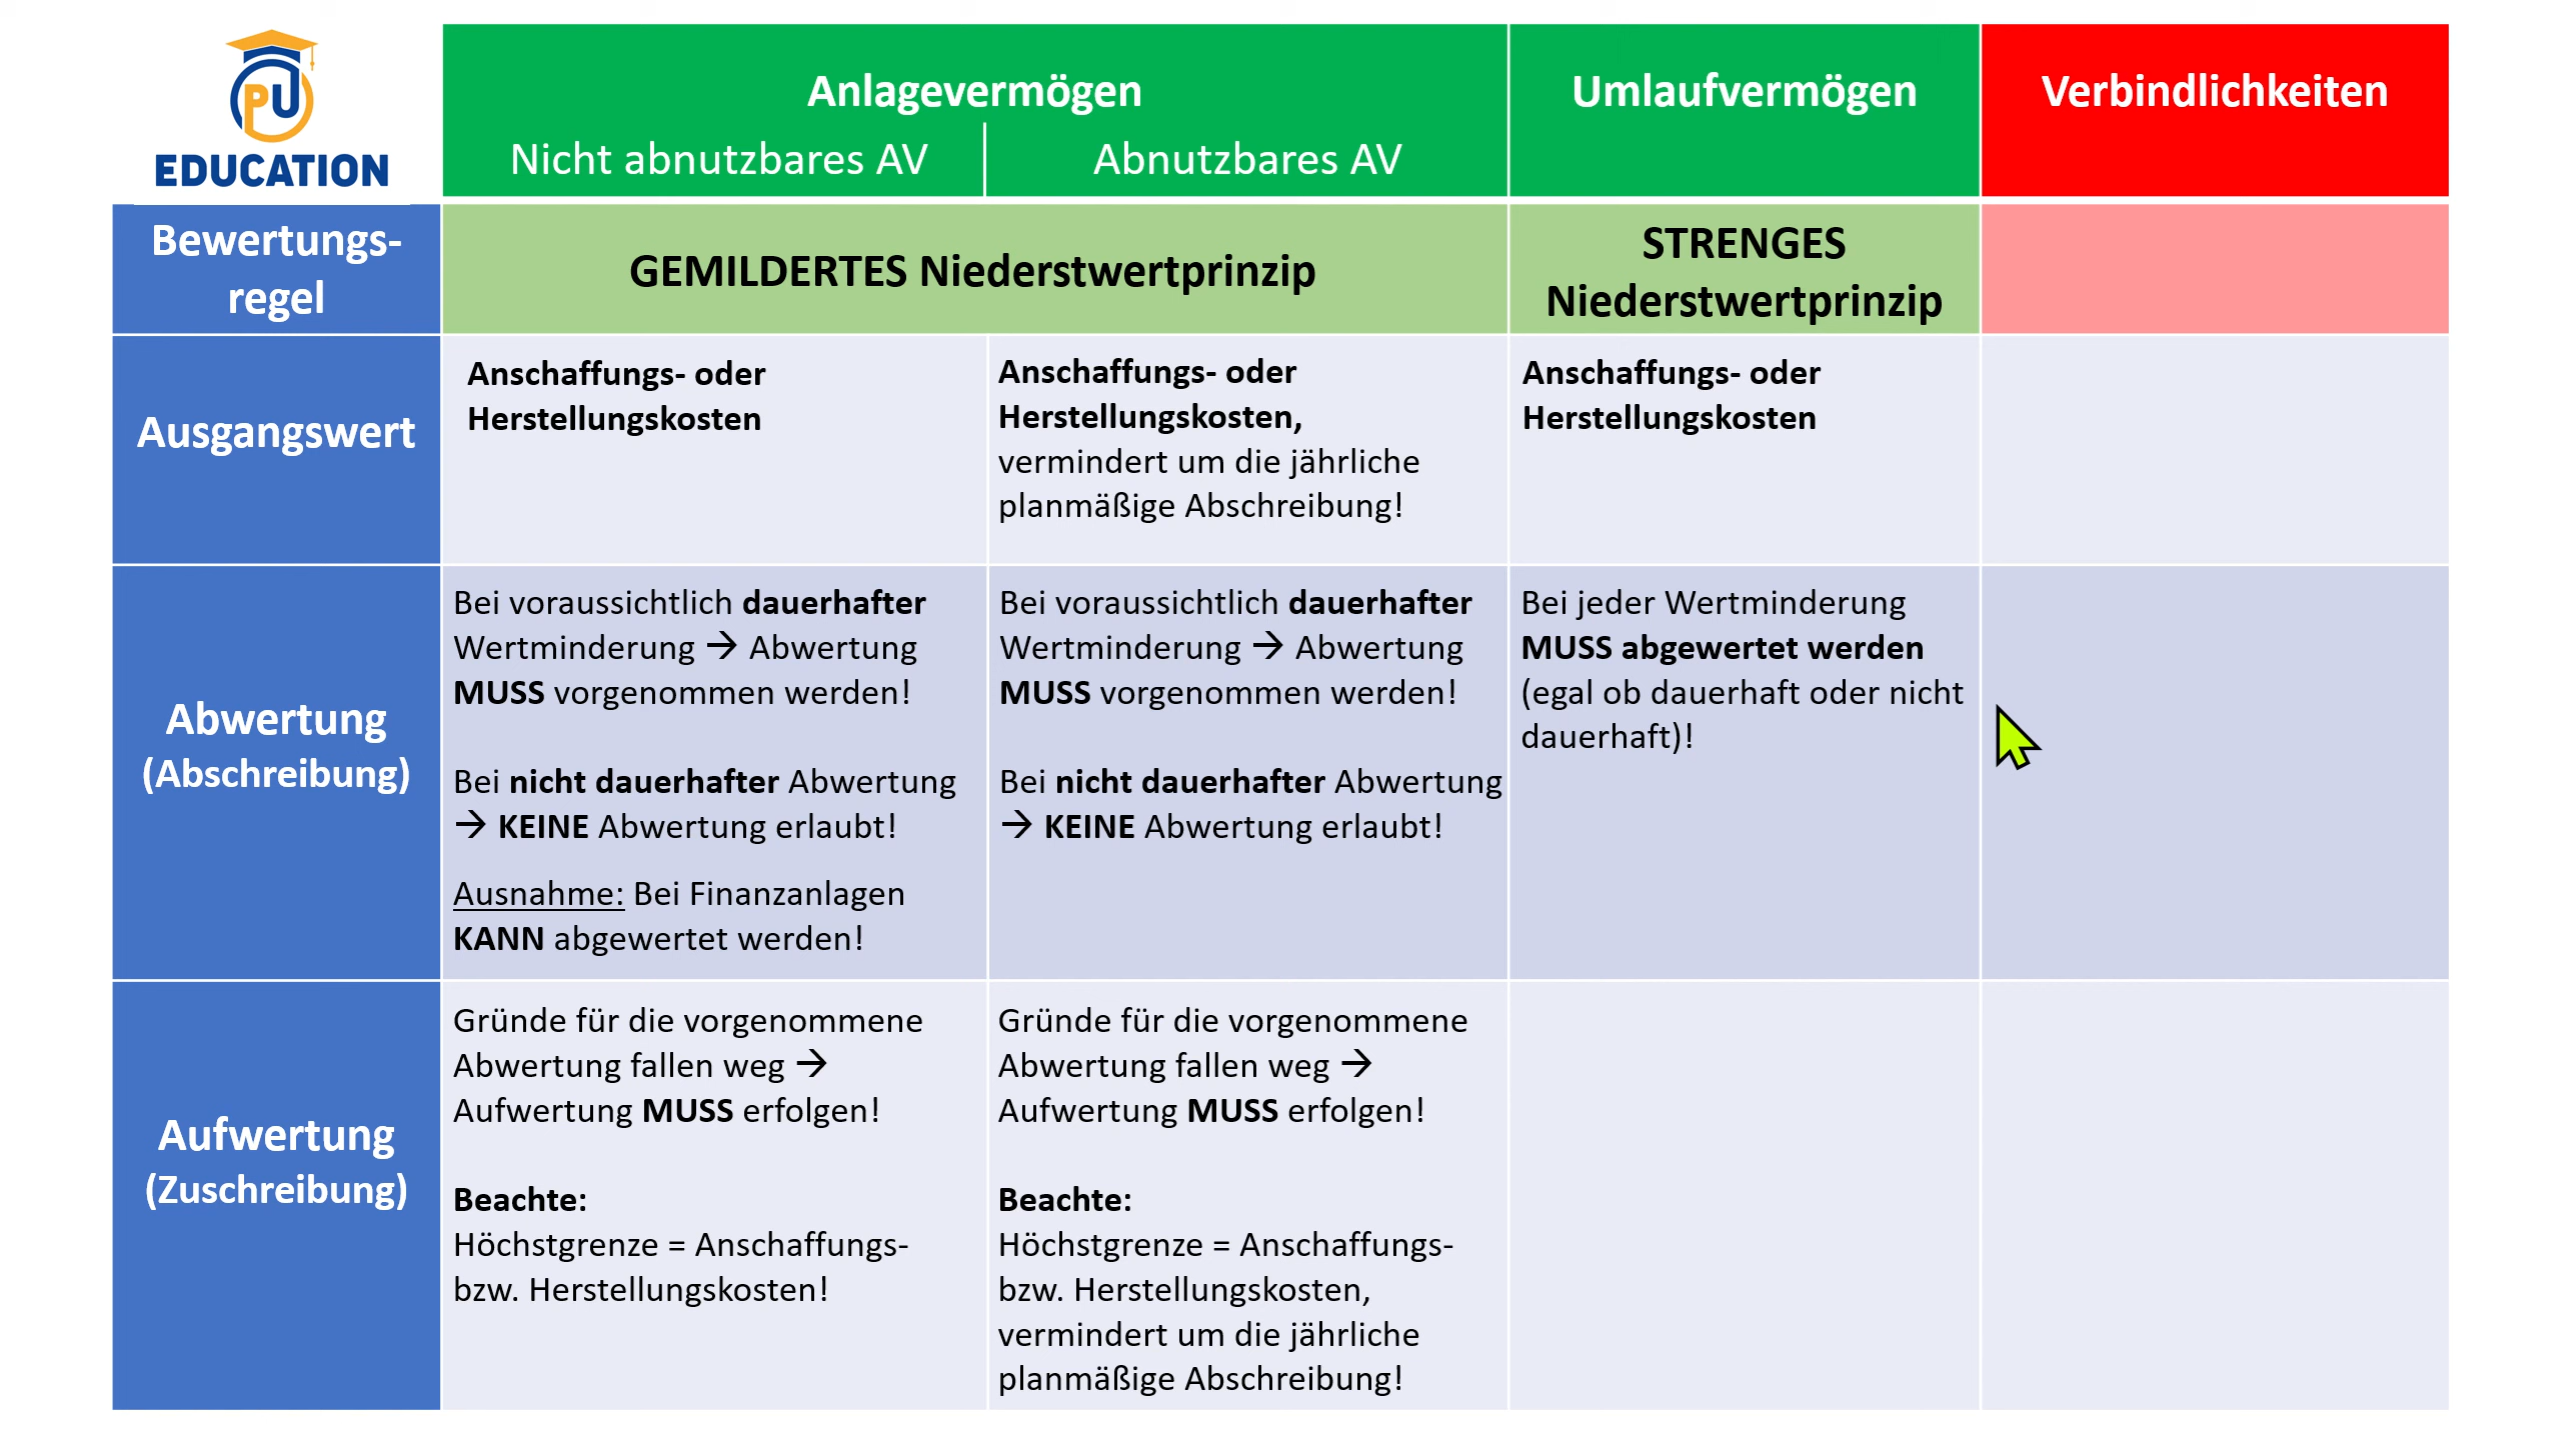 PU
EDUCATION
Anlagevermögen
Nicht abnutzbares AV
Abnutzbares AV
Umlaufvermögen
Verbindlichkeiten
Bewertungs-
regel
GEMILDERTES Niederstwertprinzip
STRENGES
Niederstwertprinzip
Ausgangswert
Anschaffungs- oder
Herstellungskosten
Anschaffungs- oder
Herstellungskosten,
vermindert um die jährliche
planmäßige Abschreibung!
Anschaffungs- oder
Herstellungskosten
Abwertung
(Abschreibung)
Bei voraussichtlich dauerhafter
Wertminderung → Abwertung
MUSS vorgenommen werden!
Bei nicht dauerhafter Abwertung
→ KEINE Abwertung erlaubt!
Ausnahme: Bei Finanzanlagen
KANN abgewertet werden!
Bei voraussichtlich dauerhafter
Wertminderung → Abwertung
MUSS vorgenommen werden!
Bei nicht dauerhafter Abwertung
→ KEINE Abwertung erlaubt!
Bei jeder Wertminderung
MUSS abgewertet werden
(egal ob dauerhaft oder nicht
dauerhaft)!
Aufwertung
(Zuschreibung)
Gründe für die vorgenommene
Abwertung fallen weg →
Aufwertung MUSS erfolgen!
Beachte:
Höchstgrenze = Anschaffungs-
bzw. Herstellungskosten!
Gründe für die vorgenommene
Abwertung fallen weg →
Aufwertung MUSS erfolgen!
Beachte:
Höchstgrenze = Anschaffungs-
bzw. Herstellungskosten,
vermindert um die jährliche
planmäßige Abschreibung!